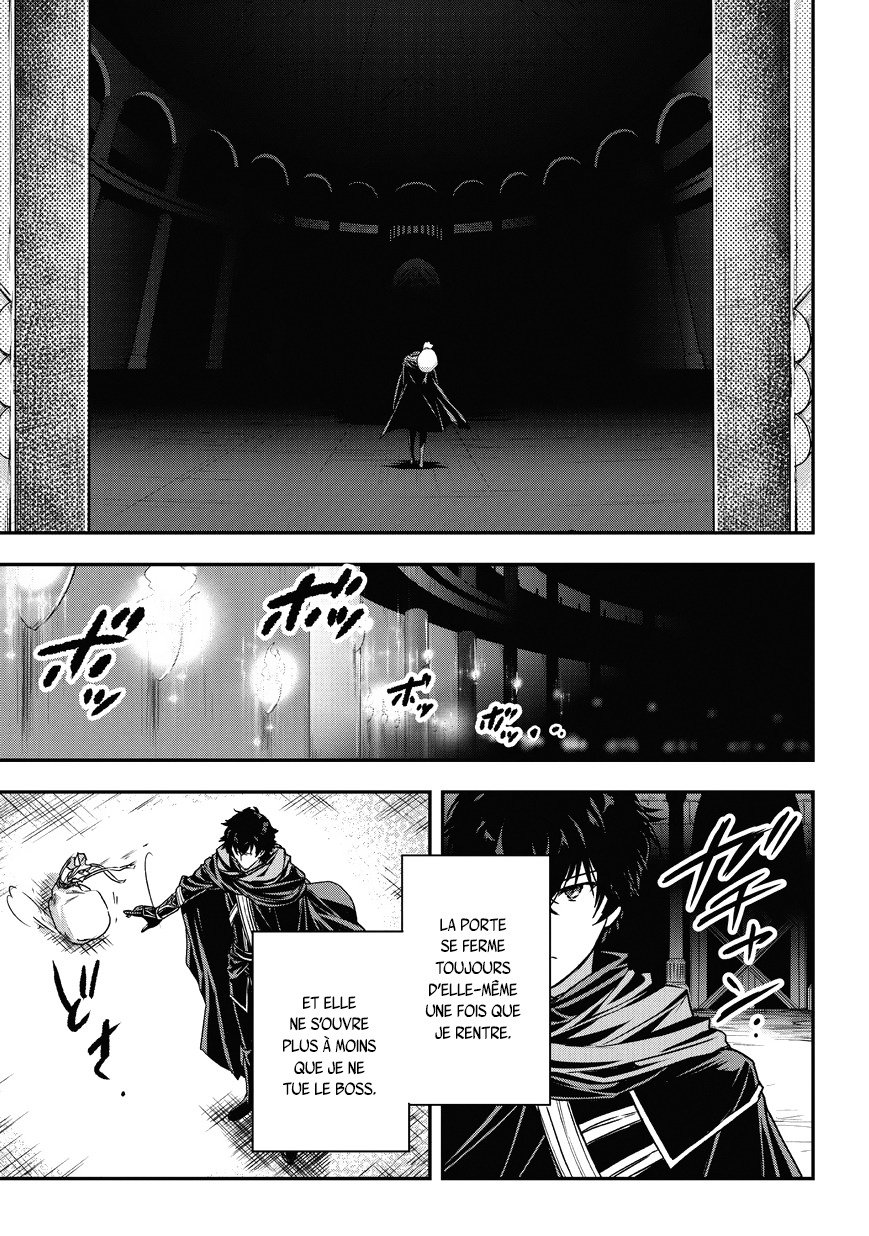 ボッ
ボッ
ボッ
ボッ
ガチャン
LA PORTE
SE FERME
TOUJOURS
D'ELLE-MÊME
UNE FOIS QUE
JE RENTRE.
ET ELLE
NE S'OUVRE
PLUS À MOINS
QUE JE NE
TUE LE BOSS.
どさ